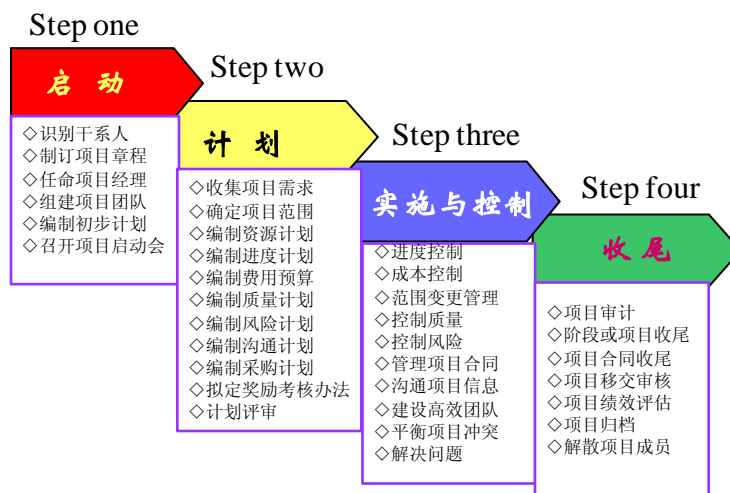 Step one
启 动
◇识别干系人
◇制订项目章程
◇任命项目经理
◇组建项目团队
◇编制初步计划
◇召开项目启动会
Step two
计 划
◇收集项目需求
◇确定项目范围
◇编制资源计划
◇编制进度计划
◇编制费用预算
◇编制质量计划
◇编制风险计划
◇编制沟通计划
◇编制采购计划
◇拟定奖励考核办法
◇计划评审
Step three
实施与控制
◇进度控制
◇成本控制
◇范围变更管理
◇控制质量
◇控制风险
◇管理项目合同
◇沟通项目信息
◇建设高效团队
◇平衡项目冲突
◇解决问题
Step four
收尾
◇项目审计
◇阶段或项目收尾
◇项目合同收尾
◇项目移交审核
◇项目绩效评估
◇项目归档
◇解散项目成员